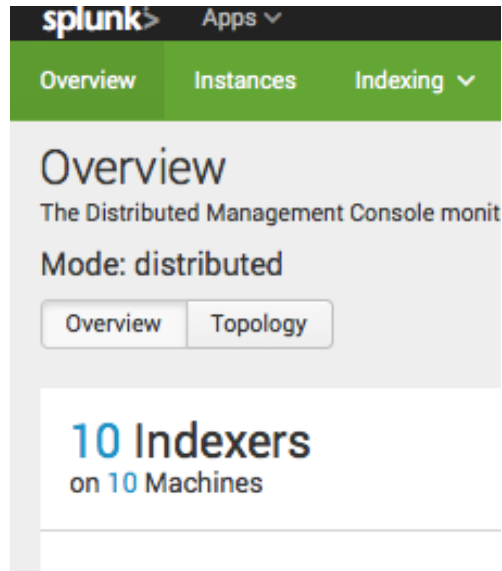 splunk> Apps
Overview Instances Indexing
Overview
The Distributed Management Console monit
Mode: distributed
Overview Topology
10 Indexers
on 10 Machines